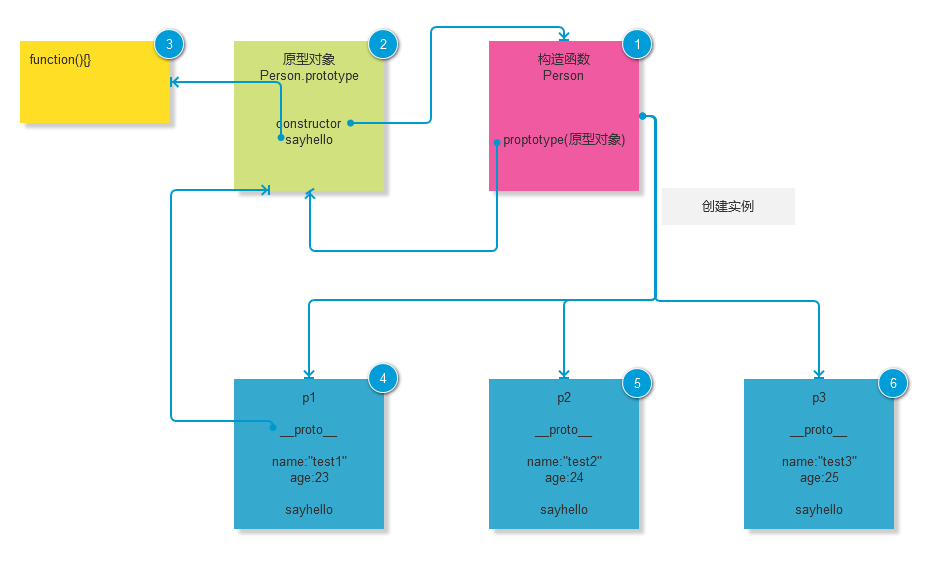 3
function(){}
2
原型对象
Person.prototype
constructor
sayhello
1
构造函数
Person
proptotype(原型对象)
创建实例
4
p1
__proto__
name:"test1"
age:23
sayhello
5
p2
__proto__
name:"test2"
age:24
sayhello
6
p3
__proto__
name:"test3"
age:25
sayhello